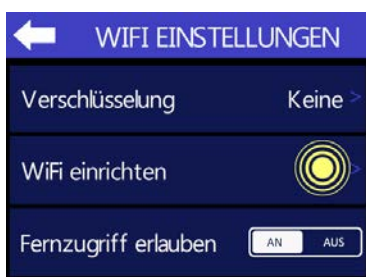 WIFI EINSTELLUNGEN
Verschlüsselung Keine >
WiFi einrichten >
Fernzugriff erlauben AN AUS